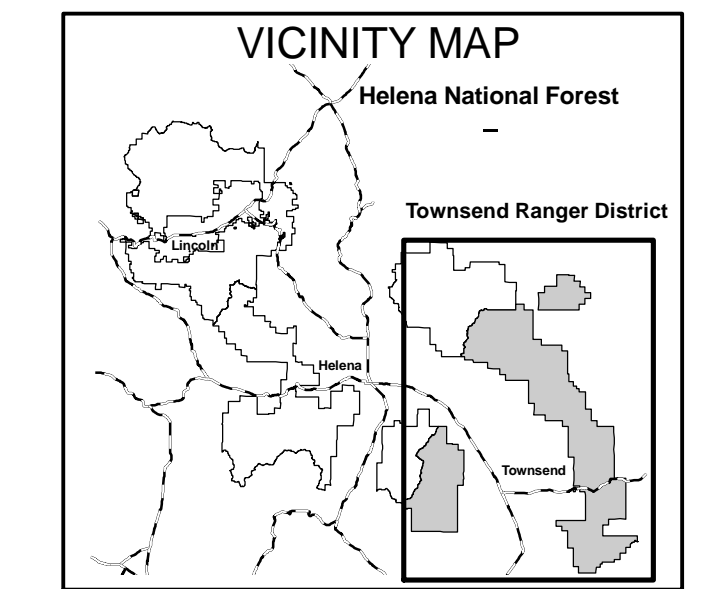 VICINITY MAP
Helena National Forest
Townsend Ranger District
Lincoln
Helena
Townsend